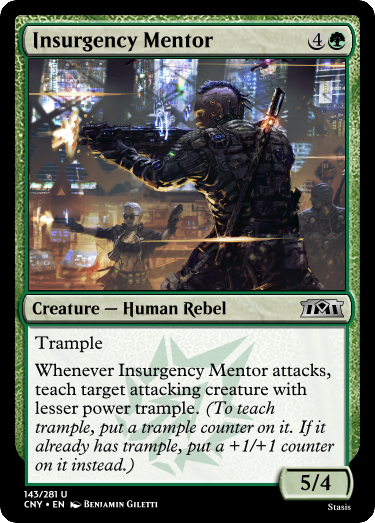 Insurgency Mentor 4
Creature — Human Rebel
Trample
Whenever Insurgency Mentor attacks,
teach target attacking creature with
lesser power trample. (To teach
trample, put a trample counter on it. If it
already has trample, put a +1/+1 counter
on it instead.)
5/4
143/281 U
CNY • EN Benjamin Giletti
Stasis